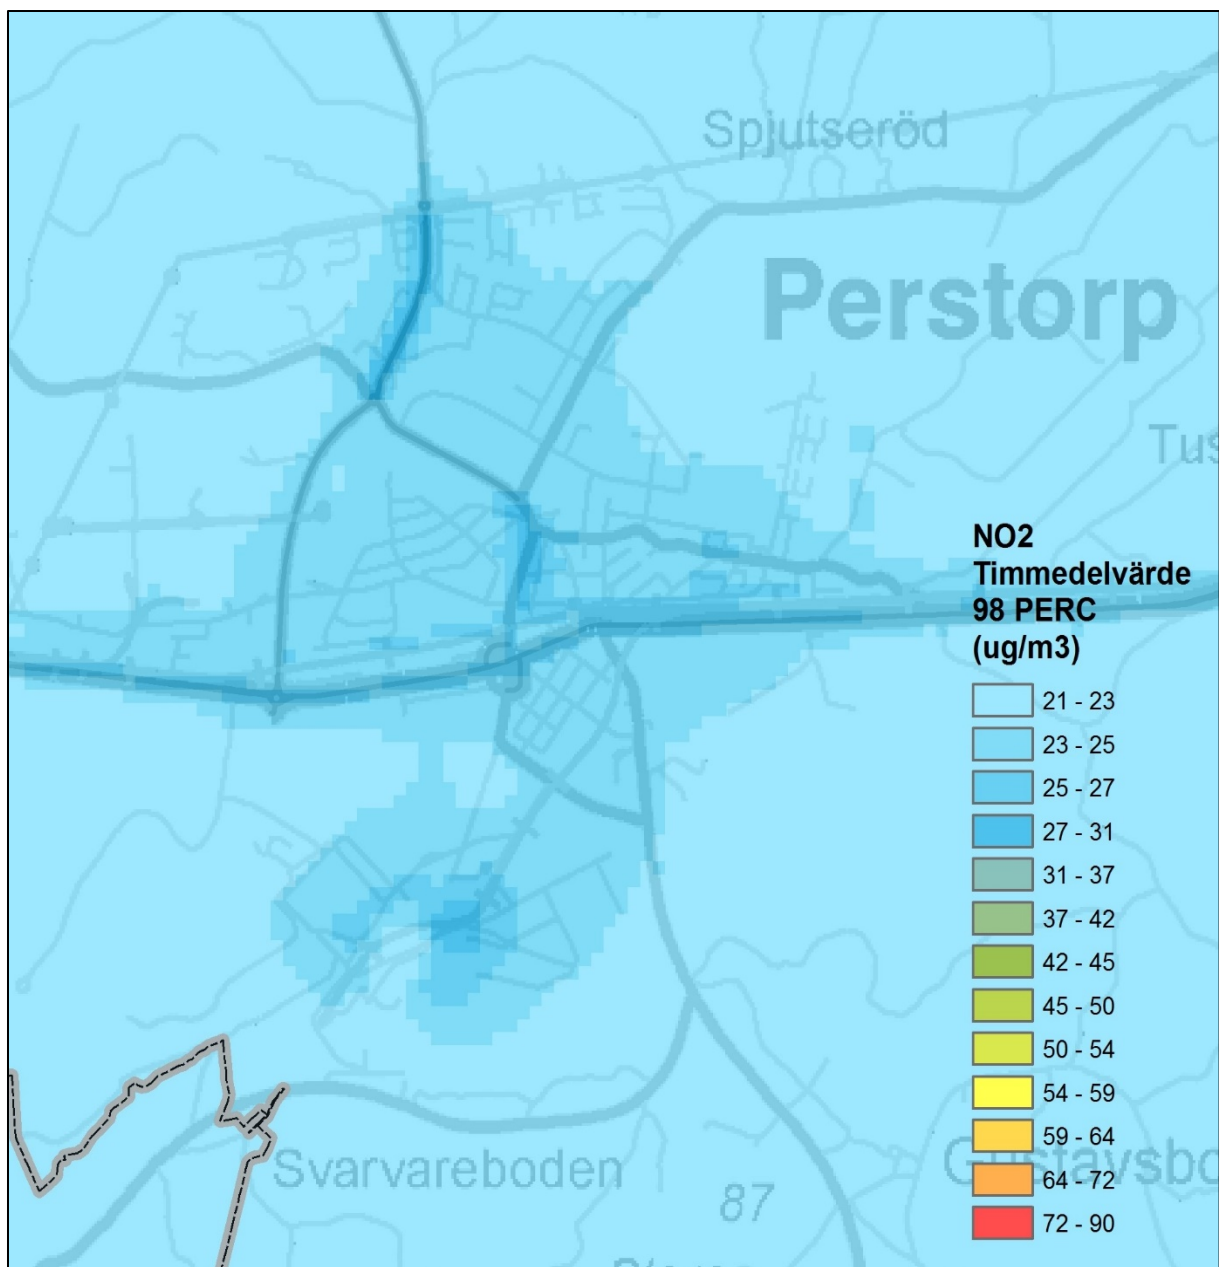 Spjutseröd
Perstorp
Tus
NO2
Timmedelvärde
98 PERC
(ug/m3)
21 - 23
23 - 25
25 - 27
27 - 31
31 - 37
37 - 42
42 - 45
45 - 50
50 - 54
54 - 59
59 - 64
64 - 72
72 - 90
Gustavsbo
Svarvareboden
87